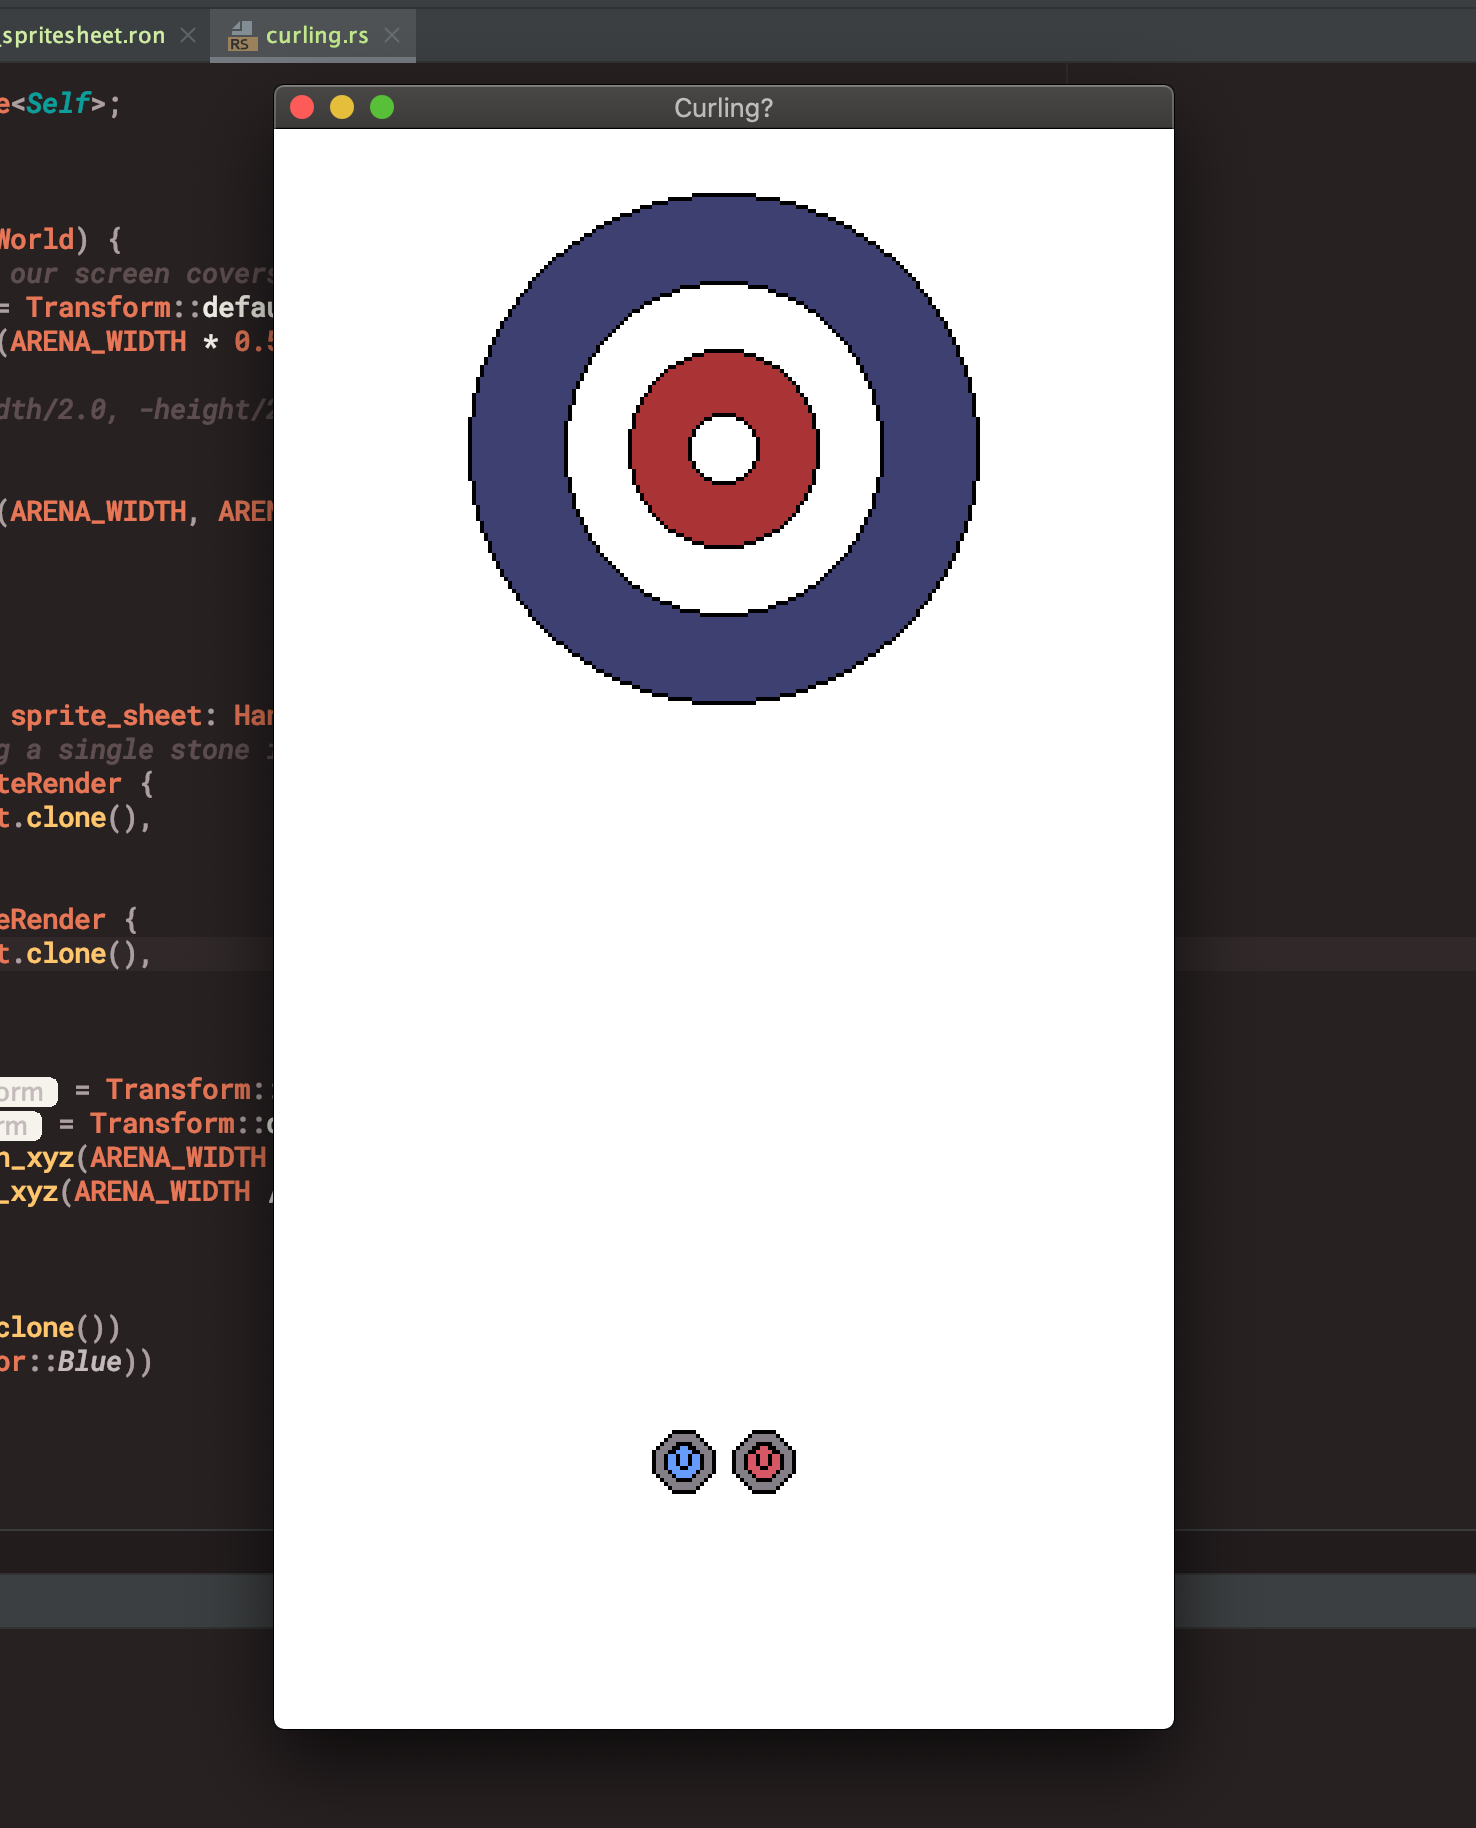 _spritesheet.ron
RS curling.rs
e<Self>;
Curling?
World) {
our screen covers
= Transform::defau
(ARENA_WIDTH * 0.5
dth/2.0, -height/2
(ARENA_WIDTH, AREN
sprite_sheet: Han
g a single stone
teRender {
t.clone(),
eRender {
t.clone(),
orm = Transform::
rm = Transform::
n_xyz(ARENA_WIDTH
_xyz(ARENA_WIDTH /
clone())
or::Blue))